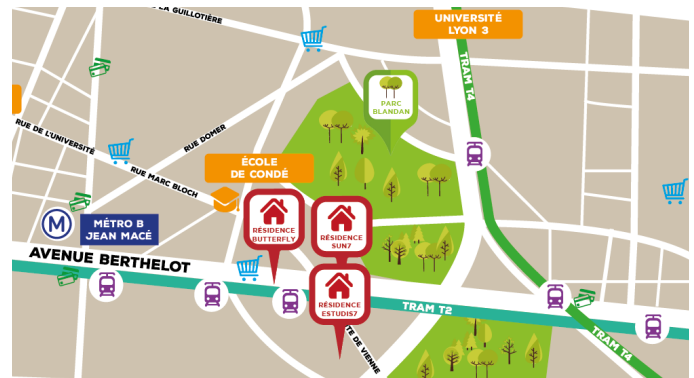 LA GUILLOTIÈRE
UNIVERSITÉ
LYON 3
TRAM T4
PARC
BLANDAN
RUE DE L'UNIVERSITÉ
RUE DOMER
RUE MARC BLOCH
ÉCOLE
DE CONDÉ
M
MÉTRO B
JEAN MACÉ
RÉSIDENCE
BUTTERFLY
RÉSIDENCE
SUN7
AVENUE BERTHELOT
RÉSIDENCE
ESTUDIS7
TRAM T2
TRAM T4
TE DE VIENNE